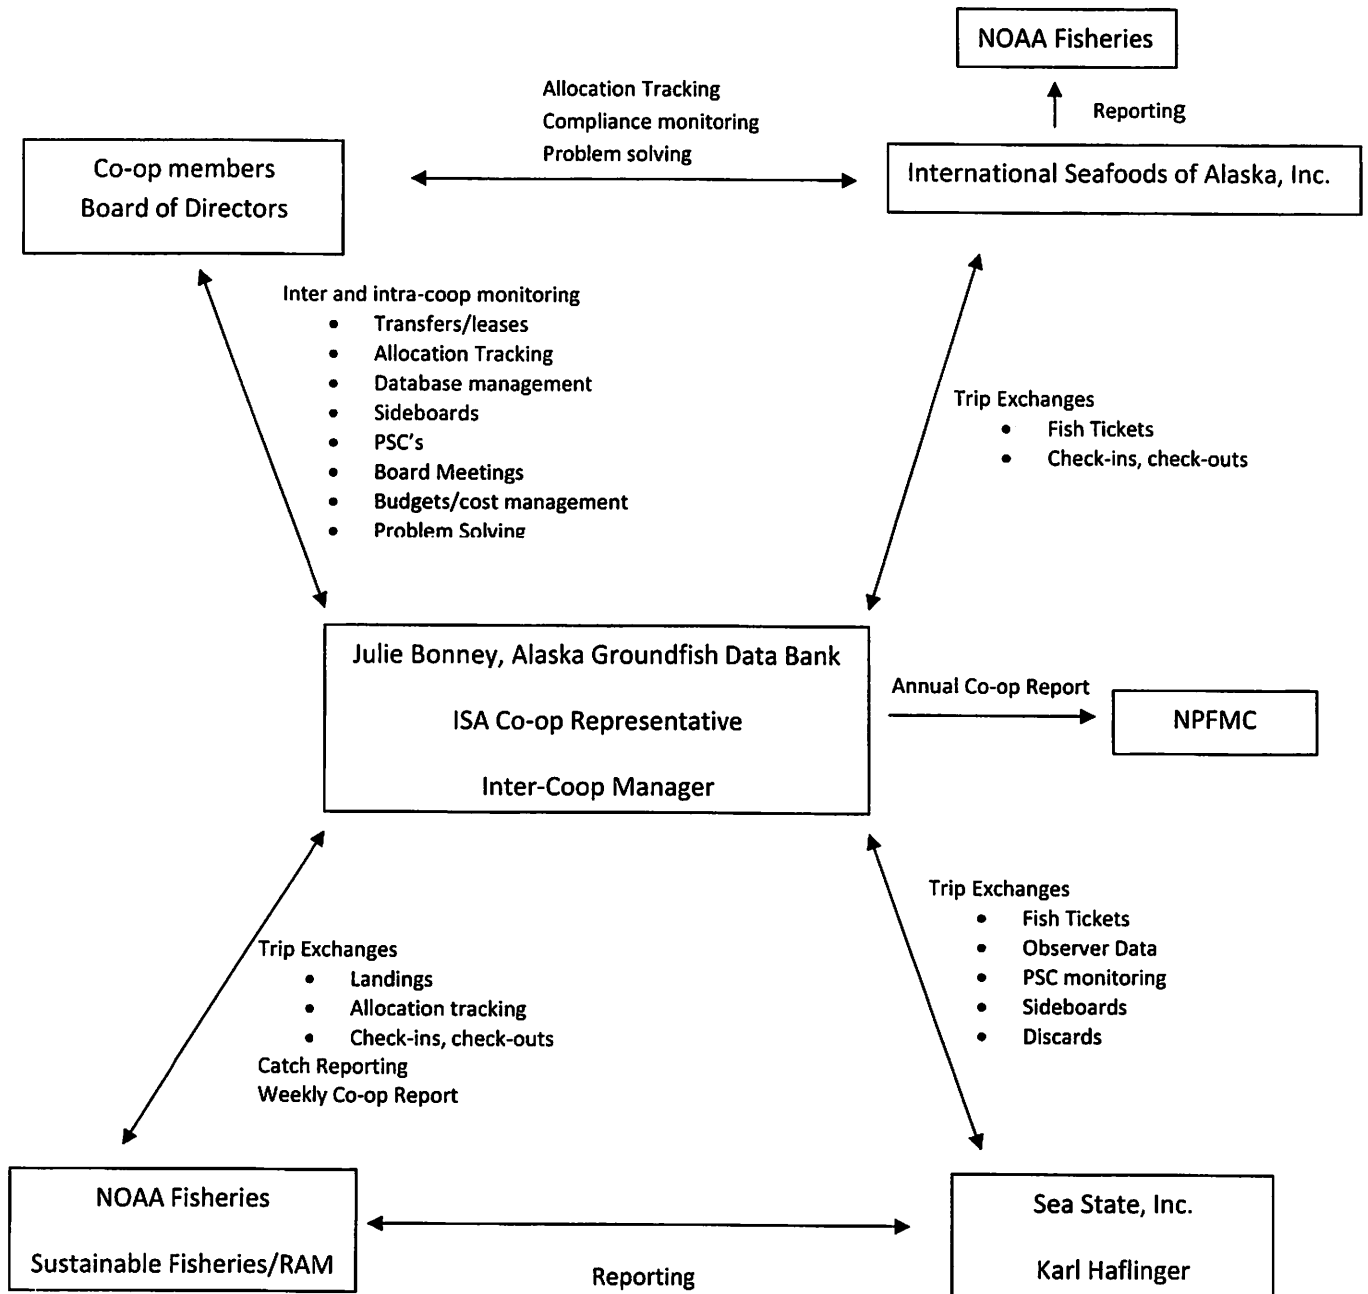 NOAA Fisheries
Reporting
Allocation Tracking
Compliance monitoring
Problem solving
Co-op members
Board of Directors
International Seafoods of Alaska, Inc.
Inter and intra-coop monitoring
• Transfers/leases
• Allocation Tracking
• Database management
• Sideboards
• PSC's
• Board Meetings
• Budgets/cost management
• Problem Solving
Trip Exchanges
• Fish Tickets
• Check-ins, check-outs
Julie Bonney, Alaska Groundfish Data Bank
ISA Co-op Representative
Inter-Coop Manager
Annual Co-op Report
NPFMC
Trip Exchanges
• Landings
• Allocation tracking
• Check-ins, check-outs
Catch Reporting
Weekly Co-op Report
Trip Exchanges
• Fish Tickets
• Observer Data
• PSC monitoring
• Sideboards
• Discards
NOAA Fisheries
Sustainable Fisheries/RAM
Reporting
Sea State, Inc.
Karl Haflinger